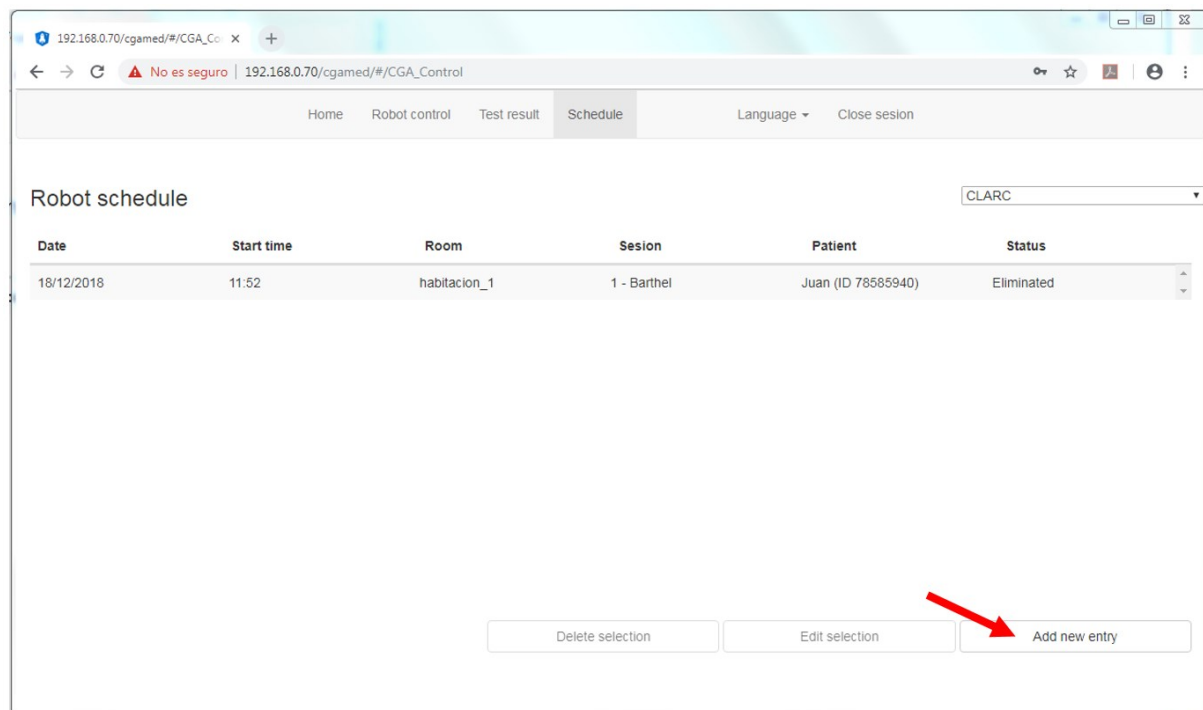 192.168.0.70/cgamed/#/CGA_Co
No es seguro 192.168.0.70/cgamed/#/CGA_Control
Home Robot control Test result Schedule Language Close sesion
Robot schedule CLARC
Date Start time Room Sesion Patient Status
18/12/2018 11:52 habitacion_1 1 - Barthel Juan (ID 78585940) Eliminated
Delete selection Edit selection Add new entry